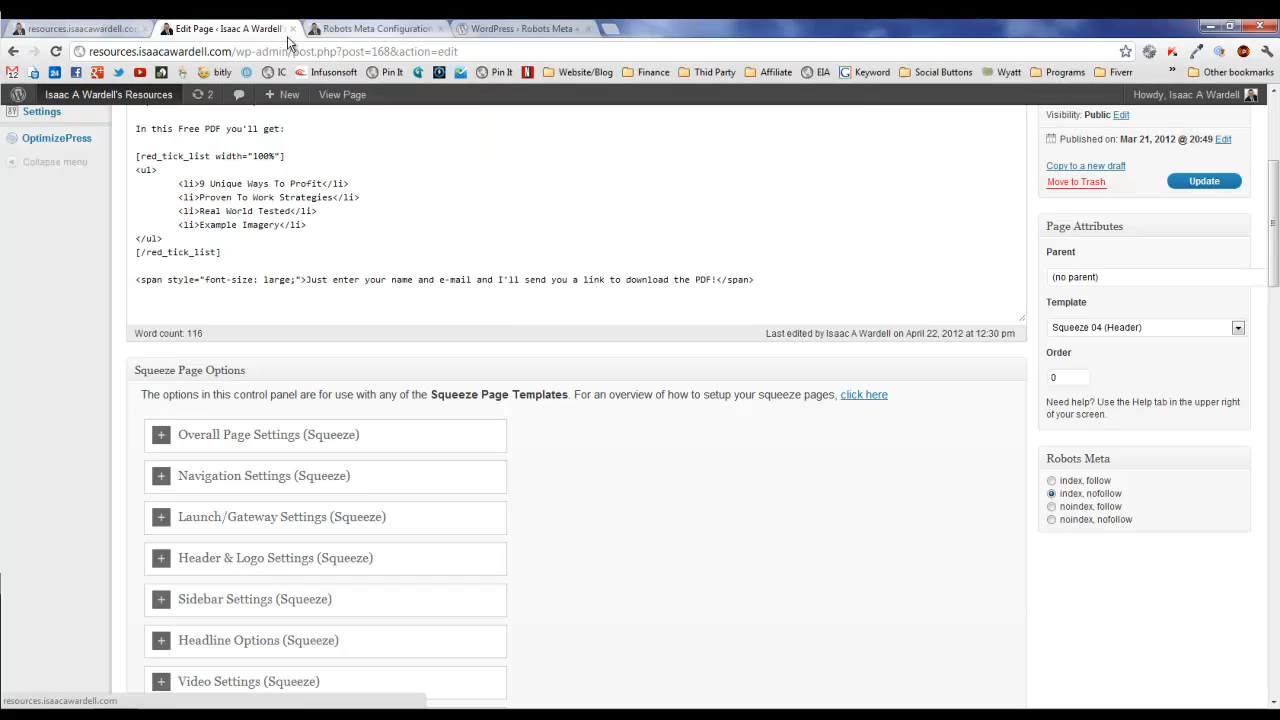 resources.isaacawardell.com/
Edit Page ‹ Isaac A Wardell'
Robots Meta Configuration
WordPress › Robots Meta «
resources.isaacawardell.com/wp-admin/post.php?post=168&action=edit
bitly
IC
Infusonsoft
Pin It
Pin It
Website/Blog
Finance
Thid Party
Affiliate
EIA
Keyword
Social Buttons
Wyatt
Programs
Fiverr
»
Other bookmarks
Isaac A Wardell's Resources
2
+ New
View Page
Howdy, Isaac A Wardell
Settings
OptimizePress
Collapse menu
In this Free PDF you'll get:
[red_tick_list width="100%"]
<ul>
<li>9 Unique Ways To Profit</li>
<li>Proven To Work Strategies</li>
<li>Real World Tested</li>
<li>Example Imagery</li>
</ul>
[/red_tick_list]
<span style="font-size: large;">Just enter your name and e-mail and I'll send you a link to download the PDF!</span>
Word count: 116
Last edited by Isaac A Wardell on April 22, 2012 at 12:30 pm
Squeeze Page Options
The options in this control panel are for use with any of the Squeeze Page Templates. For an overview of how to setup your squeeze pages, click here
+ Overall Page Settings (Squeeze)
+ Navigation Settings (Squeeze)
+ Launch/Gateway Settings (Squeeze)
+ Header & Logo Settings (Squeeze)
+ Sidebar Settings (Squeeze)
+ Headline Options (Squeeze)
+ Video Settings (Squeeze)
Visibility: Public Edit
Published on: Mar 21, 2012 @ 20:49 Edit
Copy to a new draft
Move to Trash
Update
Page Attributes
Parent
(no parent)
Template
Squeeze 04 (Header)
Order
0
Need help? Use the Help tab in the upper right
of your screen.
Robots Meta
index, follow
index, nofollow
noindex, follow
noindex, nofollow
resources.isaacawardell.com